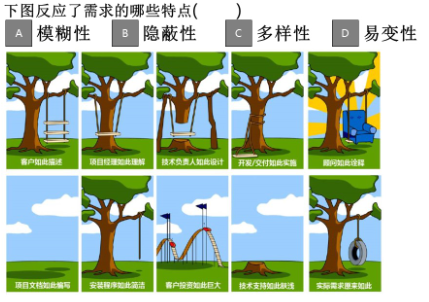 下图反应了需求的哪些特点(          )
A 模糊性 B 隐蔽性 C 多样性 D 易变性
客户如此描述 项目经理如此理解 技术负责人如此设计 开发/交付如此实施 顾问如此诠释
项目文档如此编写 安装程序如此简洁 客户投资如此巨大 技术支持如此肤浅 实际需求原来如此